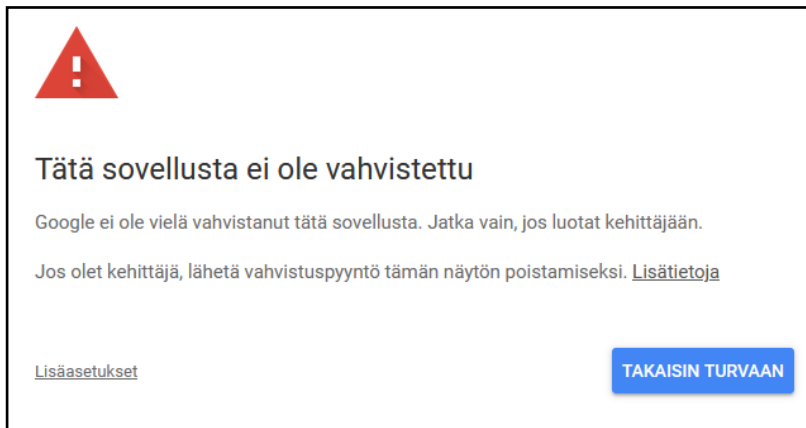 Tätä sovellusta ei ole vahvistettu
Google ei ole vielä vahvistanut tätä sovellusta. Jatka vain, jos luotat kehittäjään.
Jos olet kehittäjä, lähetä vahvistuspyyntö tämän näytön poistamiseksi. Lisätietoja
Lisäasetukset
TAKAISIN TURVAAN